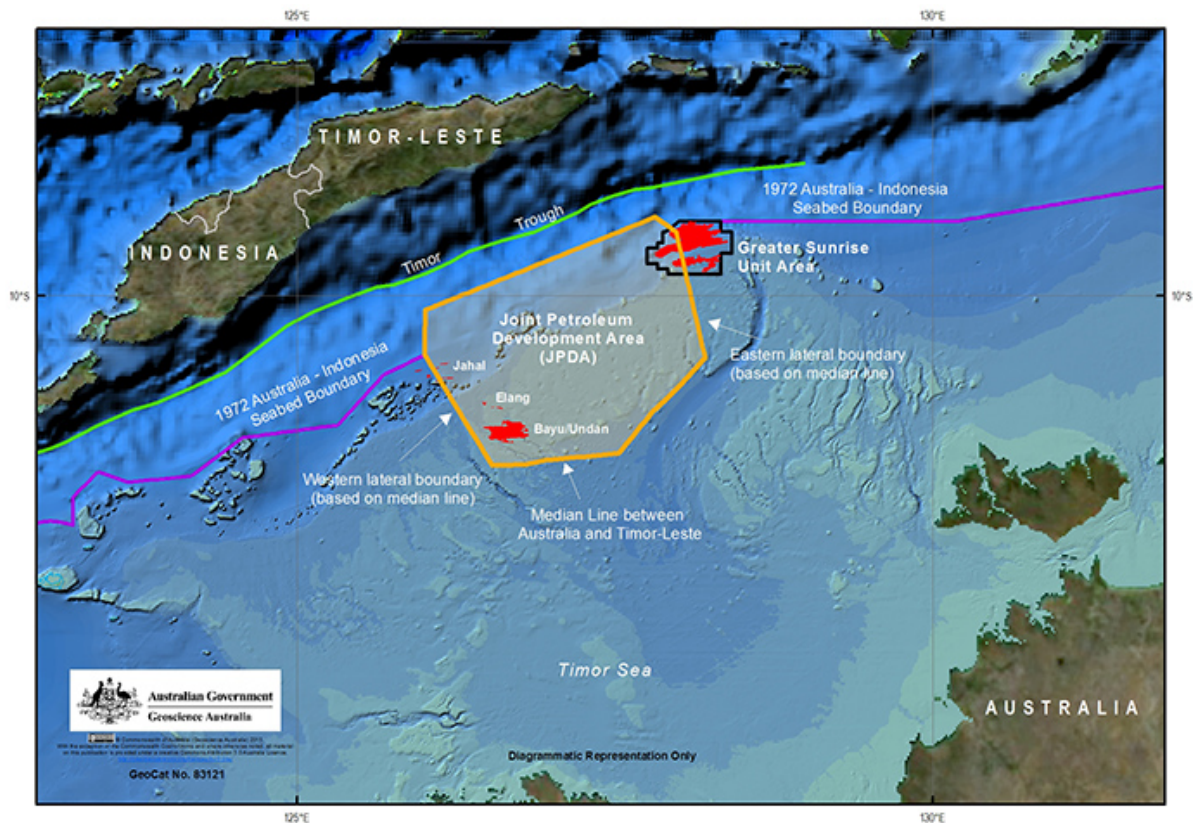 125°E
130°E
TIMOR-LESTE
1972 Australia - Indonesia
Seabed Boundary
Trough
INDONESIA
Timor
Greater Sunrise
Unit Area
10°S
10°S
Joint Petroleum
Development Area
(JPDA)
Eastern lateral boundary
(based on median line)
1972 Australia - Indonesia
Seabed Boundary
Jahal
Elang
Bayu/Undan
Western lateral boundary
(based on median line)
Median Line between
Australia and Timor-Leste
Timor Sea
AUSTRALIA
Australian Government
Geoscience Australia
GeoCat No. 83121
Diagrammatic Representation Only
125°E
130°E